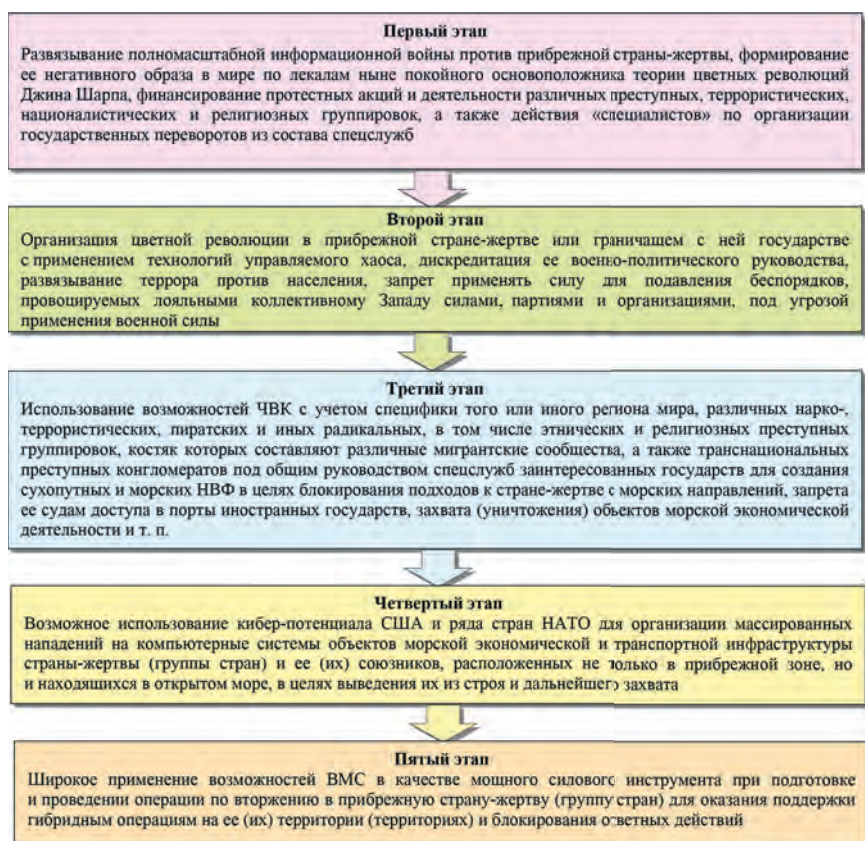 Первый этап
Развязывание полномасштабной информационной войны против прибрежной страны-жертвы, формирование
ее негативного образа в мире по лекалам ныне покойного основоположника теории цветных революций
Джина Шарпа, финансирование протестных акций и деятельности различных преступных, террористических,
националистических и религиозных группировок, а также действия «специалистов» по организации
государственных переворотов из состава спецслужб
Второй этап
Организация цветной революции в прибрежной стране-жертве или граничащем с ней государстве
с применением технологий управляемого хаоса, дискредитация ее военно-политического руководства,
развязывание террора против населения, запрет применять силу для подавления беспорядков,
провоцируемых лояльными коллективному Западу силами, партиями и организациями, под угрозой
применения военной силы
Третий этап
Использование возможностей ЧВК с учетом специфики того или иного региона мира, различных нарко-,
террористических, пиратских и иных радикальных, в том числе этнических и религиозных преступных
группировок, костяк которых составляют различные мигрантские сообщества, а также транснациональных
преступных конгломератов под общим руководством спецслужб заинтересованных государств для создания
сухопутных и морских НВФ в целях блокирования подходов к стране-жертве с морских направлений, запрета
ее судам доступа в порты иностранных государств, захвата (уничтожения) объектов морской экономической
деятельности и т. п.
Четвертый этап
Возможное использование кибер-потенциала США и ряда стран НАТО для организации массированных
нападений на компьютерные системы объектов морской экономической и транспортной инфраструктуры
страны-жертвы (группы стран) и ее (их) союзников, расположенных не только в прибрежной зоне, но
и находящихся в открытом море, в целях выведения их из строя и дальнейшего захвата
Пятый этап
Широкое применение возможностей ВМС в качестве мощного силового инструмента при подготовке
и проведении операции по вторжению в прибрежную страну-жертву (группу стран) для оказания поддержки
гибридным операциям на ее (их) территории (территориях) и блокирования ответных действий